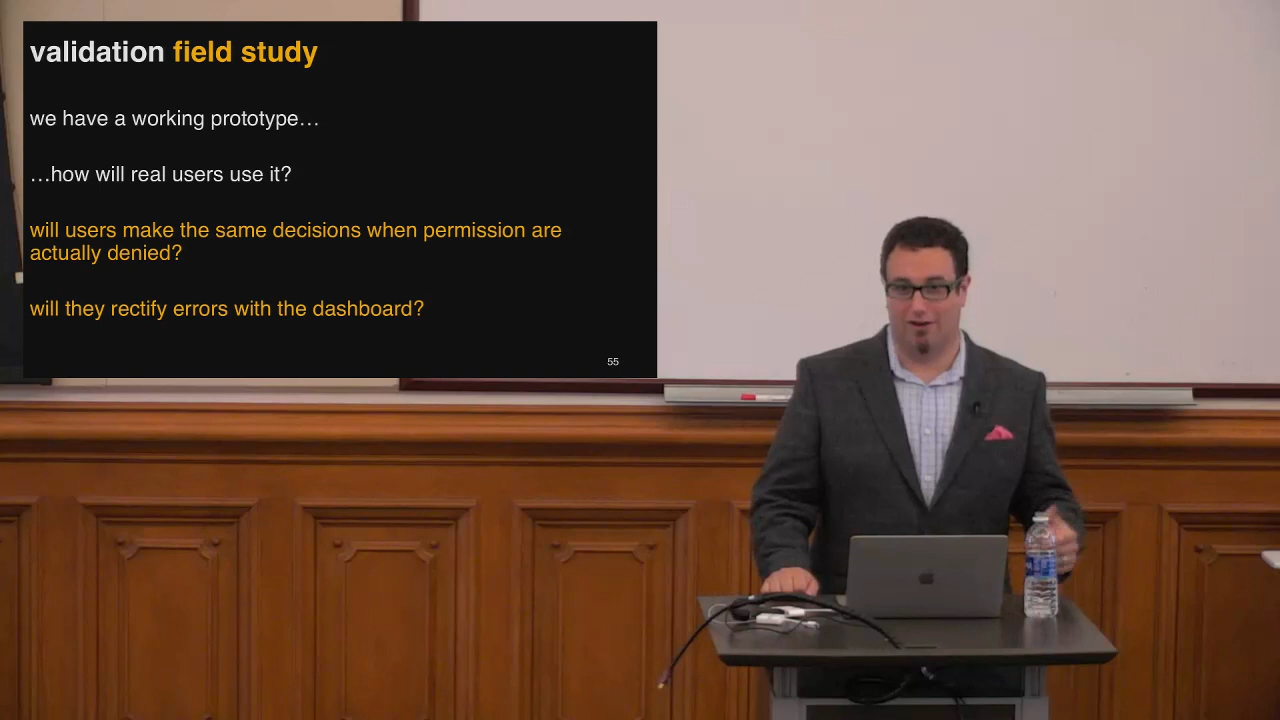 validation field study
we have a working prototype…
…how will real users use it?
will users make the same decisions when permission are
actually denied?
will they rectify errors with the dashboard?
55